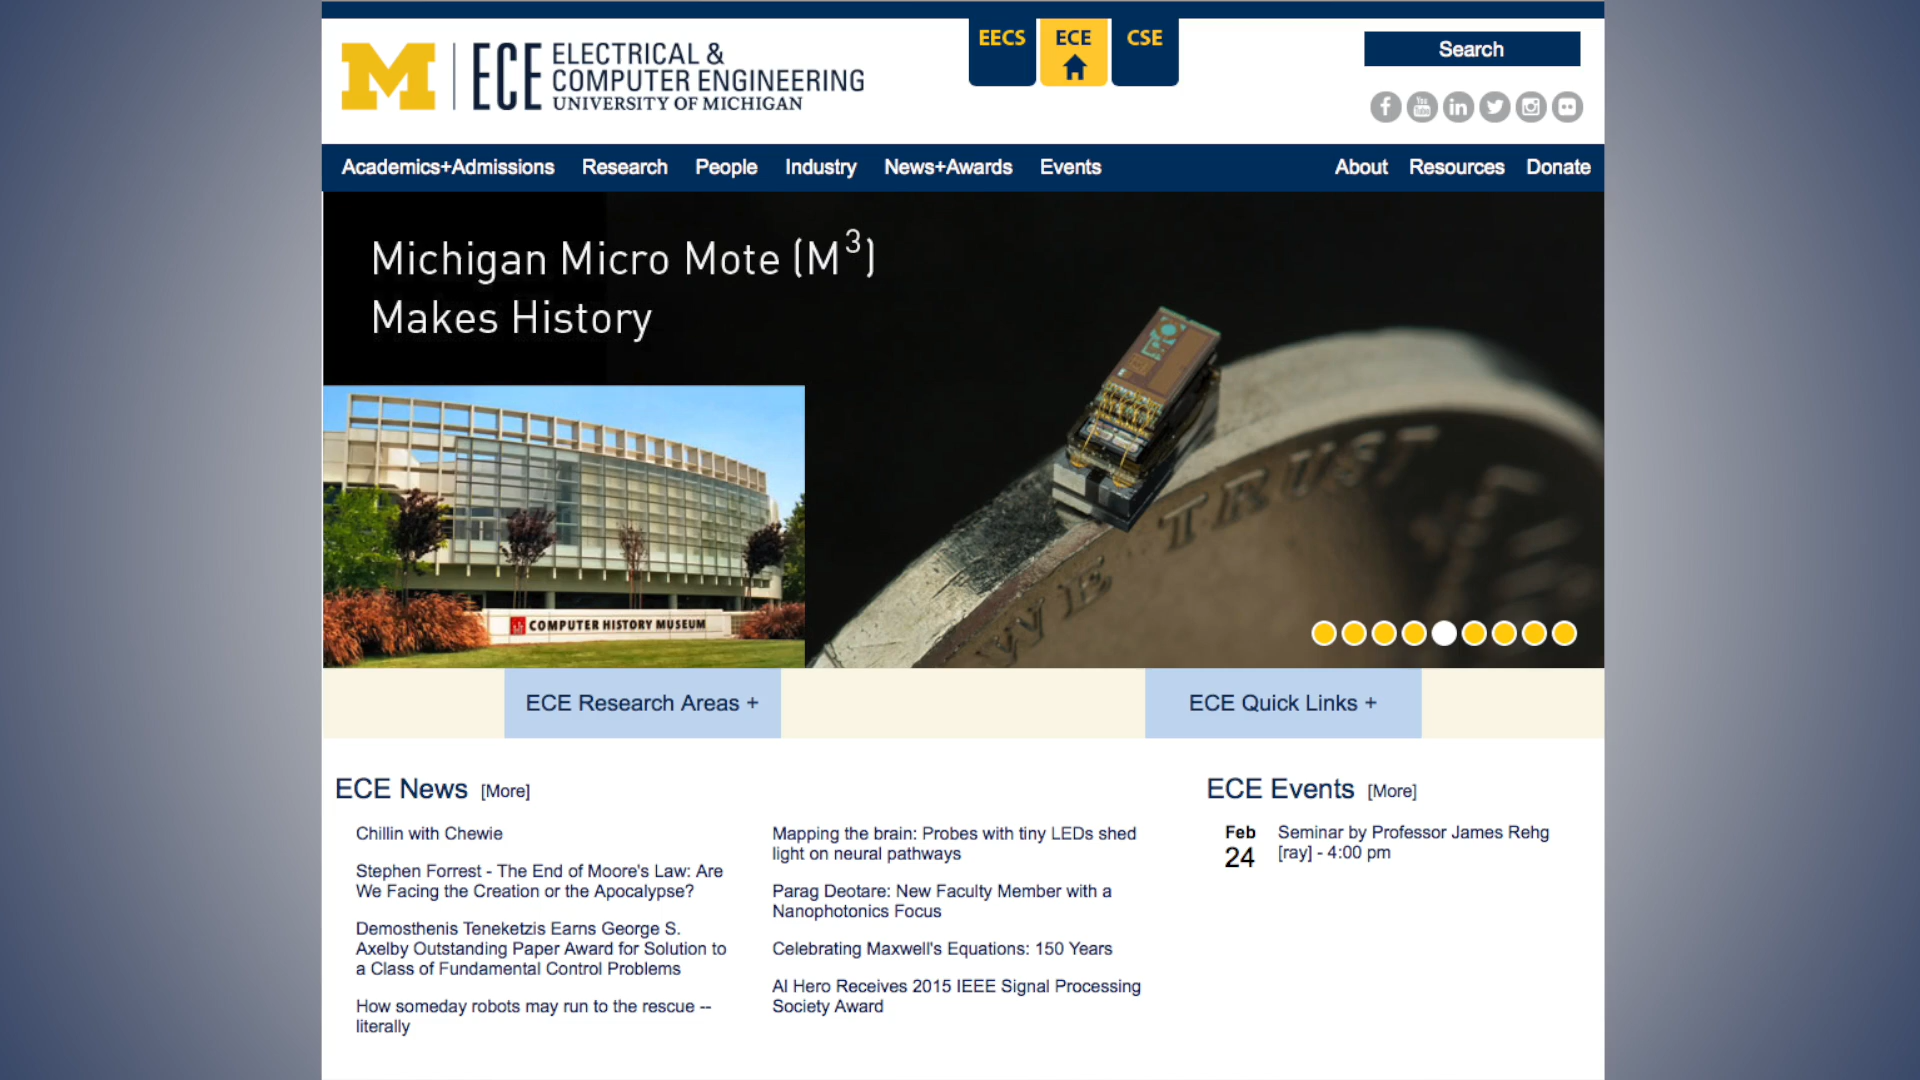 ECE ELECTRICAL &
COMPUTER ENGINEERING
UNIVERSITY OF MICHIGAN
EECS
ECE
CSE
Search
Academics+Admissions Research People Industry News+Awards Events About Resources Donate
Michigan Micro Mote (M³)
Makes History
COMPUTER HISTORY MUSEUM
WE TRUST
ECE Research Areas +
ECE Quick Links +
ECE News [More]
Chillin with Chewie
Stephen Forrest - The End of Moore's Law: Are
We Facing the Creation or the Apocalypse?
Demosthenis Teneketzis Earns George S.
Axelby Outstanding Paper Award for Solution to
a Class of Fundamental Control Problems
How someday robots may run to the rescue --
literally
Mapping the brain: Probes with tiny LEDs shed
light on neural pathways
Parag Deotare: New Faculty Member with a
Nanophotonics Focus
Celebrating Maxwell's Equations: 150 Years
Al Hero Receives 2015 IEEE Signal Processing
Society Award
ECE Events [More]
Feb
24
Seminar by Professor James Rehg
[ray] - 4:00 pm